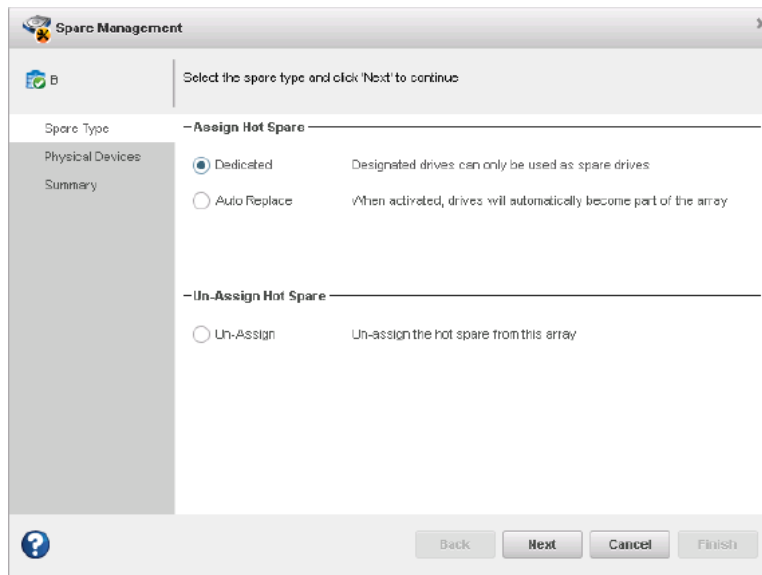 Spare Management
B
Select the spare type and click 'Next' to continue
Spare Type
Physical Devices
Summary
Assign Hot Spare
Dedicated Designated drives can only be used as spare drives
Auto Replace When activated, drives will automatically become part of the array
Un-Assign Hot Spare
Un-Assign Un-assign the hot spare from this array
?
Back Next Cancel Finish